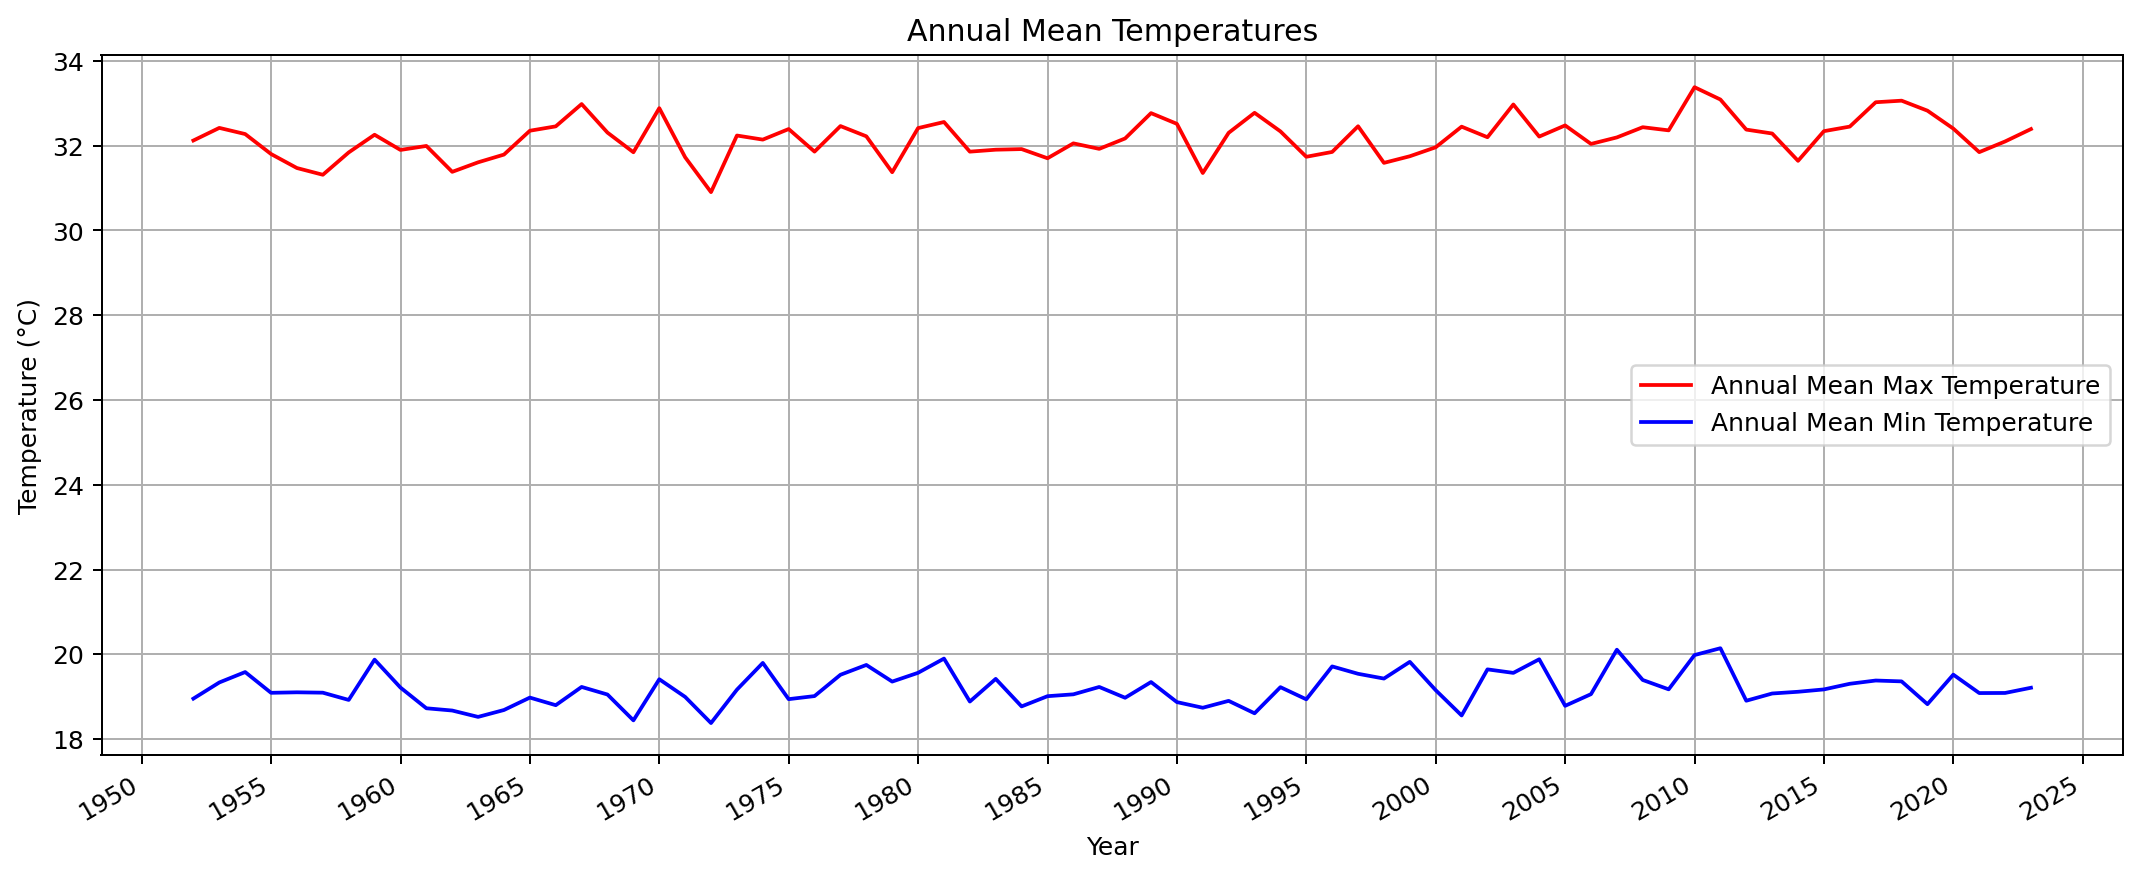 Annual Mean Temperatures
34
32
30
28
26
24
22
20
18
Temperature (°C)
Annual Mean Max Temperature
Annual Mean Min Temperature
1950 1955 1960 1965 1970 1975 1980 1985 1990 1995 2000 2005 2010 2015 2020 2025
Year